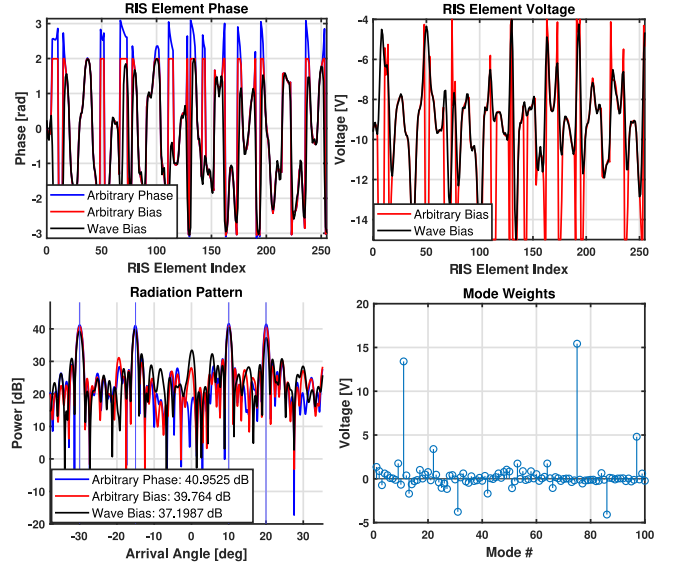 RIS Element Phase
3
2
1
0
-1
-2
-3
Phase [rad]
Arbitrary Phase
Arbitrary Bias
Wave Bias
0 50 100 150 200 250
RIS Element Index
RIS Element Voltage
-4
-6
-8
-10
-12
-14
Voltage [V]
Arbitrary Bias
Wave Bias
0 50 100 150 200 250
RIS Element Index
Radiation Pattern
40
30
20
10
0
-10
-20
Power [dB]
Arbitrary Phase: 40.9525 dB
Arbitrary Bias: 39.764 dB
Wave Bias: 37.1987 dB
-30 -20 -10 0 10 20 30
Arrival Angle [deg]
Mode Weights
20
15
10
5
0
-5
Voltage [V]
0 20 40 60 80 100
Mode #